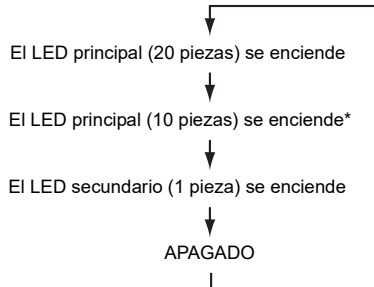 El LED principal (20 piezas) se enciende
El LED principal (10 piezas) se enciende*
El LED secundario (1 pieza) se enciende
APAGADO